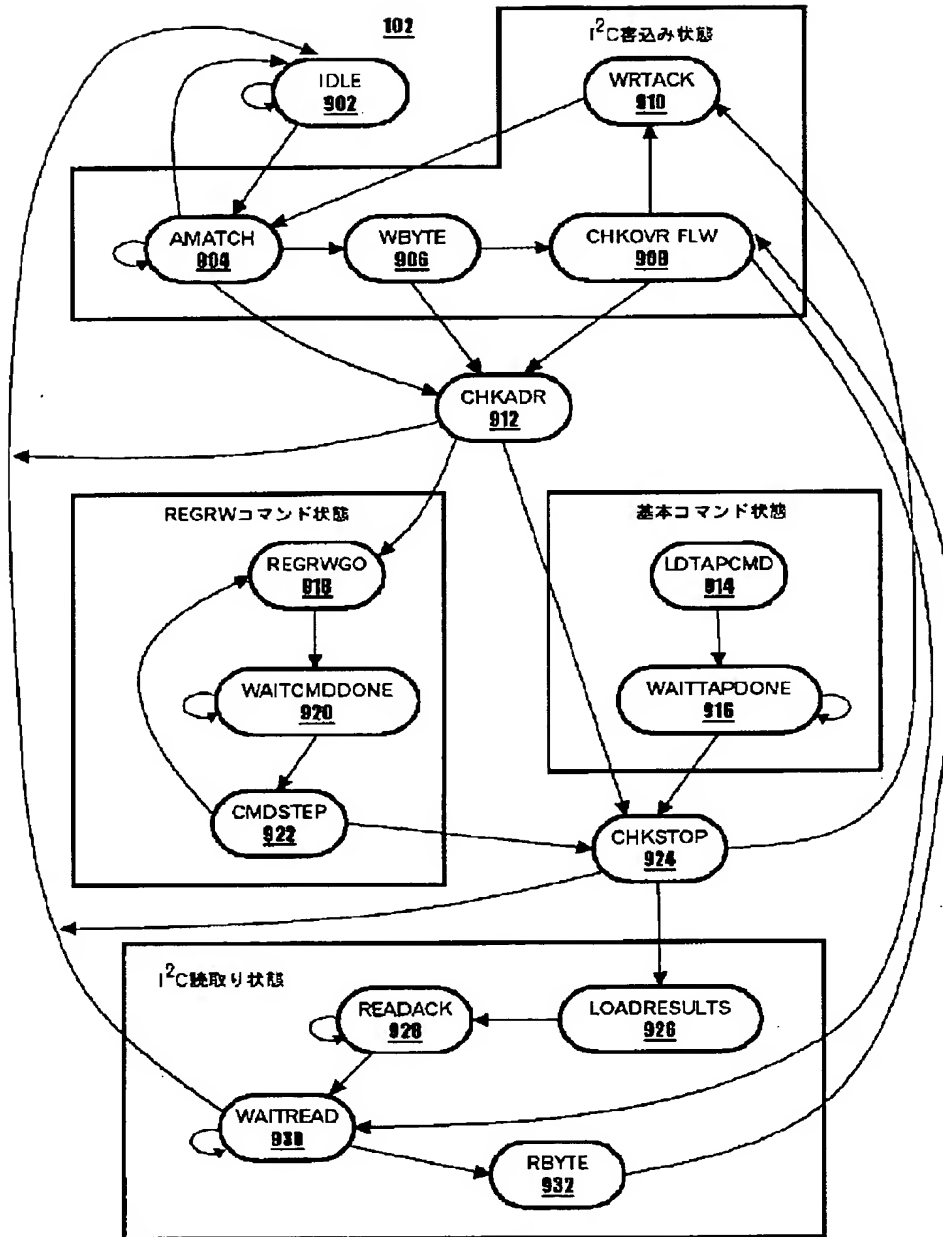 102
I²C書込み状態
IDLE
902
WRTACK
910
AMATCH
904
WBYTE
906
CHKOVR FLW
908
CHKADR
912
REGRWコマンド状態
基本コマンド状態
REGRWGO
918
LDTAPCMD
914
WAITCMDDONE
920
WAITTAPDONE
916
CMDSTEP
922
CHKSTOP
924
I²C読取り状態
READACK
928
LOADRESULTS
926
WAITREAD
930
RBYTE
932